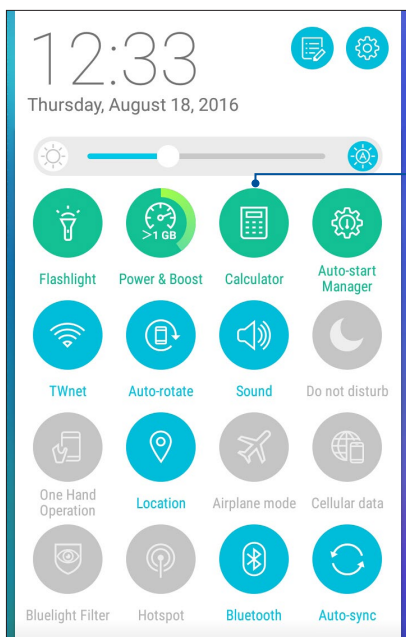 12:33
Thursday, August 18, 2016
A
>1 GB
Flashlight Power & Boost Calculator Auto-start
Manager
TWnet Auto-rotate Sound Do not disturb
One Hand
Operation Location Airplane mode Cellular data
Bluelight Filter Hotspot Bluetooth Auto-sync